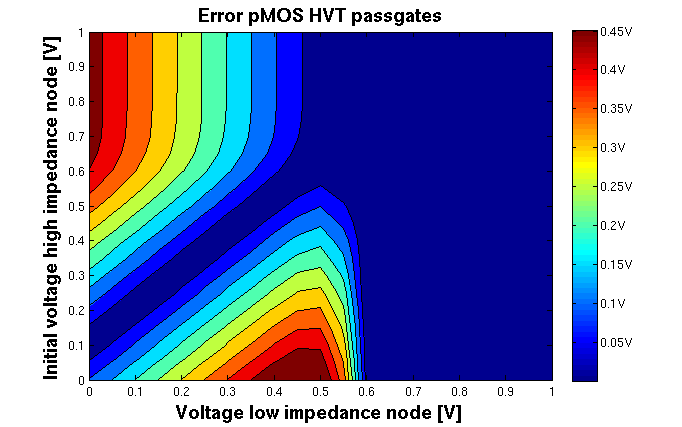 Error pMOS HVT passgates
Initial voltage high impedance node [V]
1
0.9
0.8
0.7
0.6
0.5
0.4
0.3
0.2
0.1
0
0 0.1 0.2 0.3 0.4 0.5 0.6 0.7 0.8 0.9 1
Voltage low impedance node [V]
0.45V
0.4V
0.35V
0.3V
0.25V
0.2V
0.15V
0.1V
0.05V